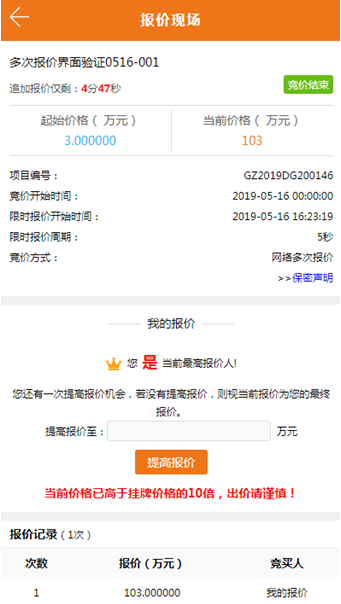 报价现场
多次报价界面验证0516-001
追加报价仅剩：4分47秒
竞价结束
起始价格（ 万元）
当前价格（ 万元）
3.000000
103
项目编号：
GZ2019DG200146
竞价开始时间：
2019-05-16 00:00:00
限时报价开始时间：
2019-05-16 16:23:19
限时报价周期：
5秒
竞价方式：
网络多次报价
>>保密声明
我的报价
您 是 当前最高报价人!
您还有一次提高报价机会，若没有提高报价，则视当前报价为您的最终
报价。
提高报价至： 万元
提高报价
当前价格已高于挂牌价格的10倍，出价请谨慎！
报价记录（1次）
次数 报价（万元） 竞买人
1 103.000000 我的报价